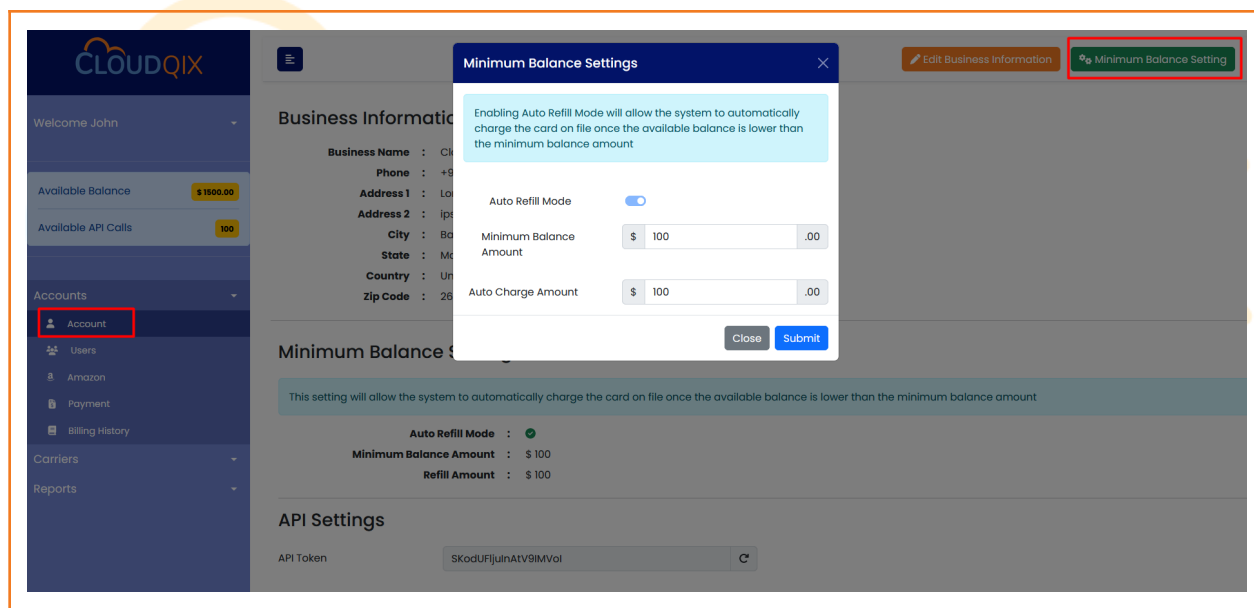 CLOUDQIX
Welcome John
Available Balance
$ 1500.00
Available API Calls
100
Accounts
Account
Users
Amazon
Payment
Billing History
Carriers
Reports
Edit Business Information
Minimum Balance Setting
Business Informatio
Business Name :
Phone : +9
Address 1 :
Address 2 : ips
City : Ba
State :
Country : Un
Zip Code : 26
Minimum Balance Settings
Enabling Auto Refill Mode will allow the system to automatically
charge the card on file once the available balance is lower than
the minimum balance amount
Auto Refill Mode
Minimum Balance
Amount
$ 100 .00
Auto Charge Amount $ 100 .00
Close Submit
Minimum Balance
This setting will allow the system to automatically charge the card on file once the available balance is lower than the minimum balance amount
Auto Refill Mode :
Minimum Balance Amount : $ 100
Refill Amount : $ 100
API Settings
API Token